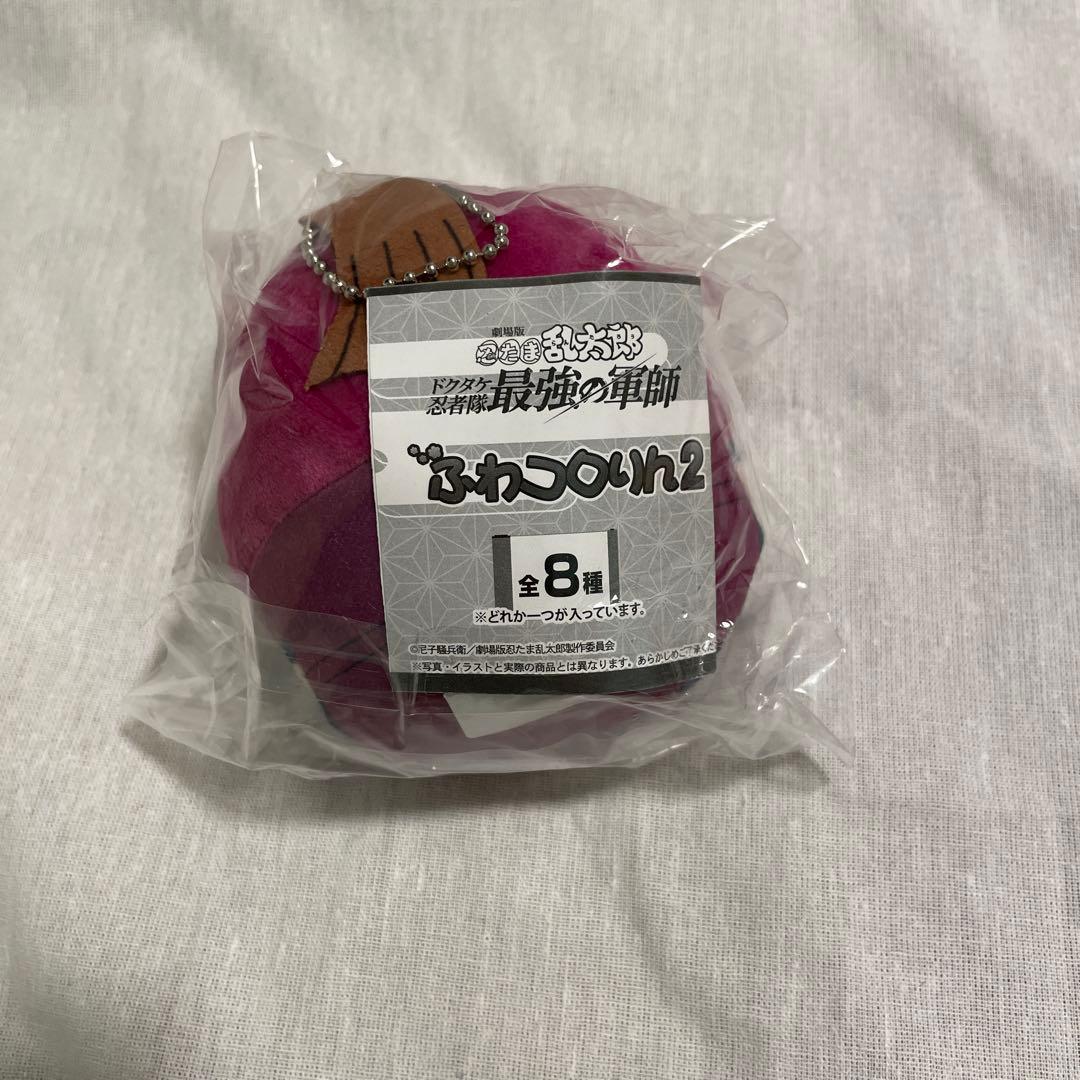 劇場版
忍たま乱太郎
ドクタケ
忍者隊 最強の軍師
ふわコロりん2
全8種
※どれか一つが入っています。
©尼子騒兵衛/劇場版忍たま乱太郎製作委員会
※写真・イラストと実際の商品とは異なります。あらかじめご了承くだ